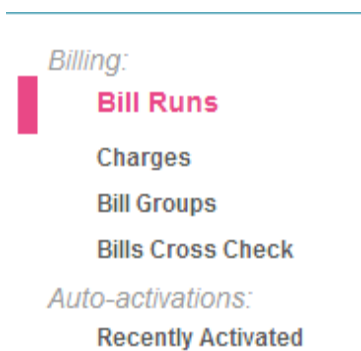 Billing:
Bill Runs
Charges
Bill Groups
Bills Cross Check
Auto-activations:
Recently Activated